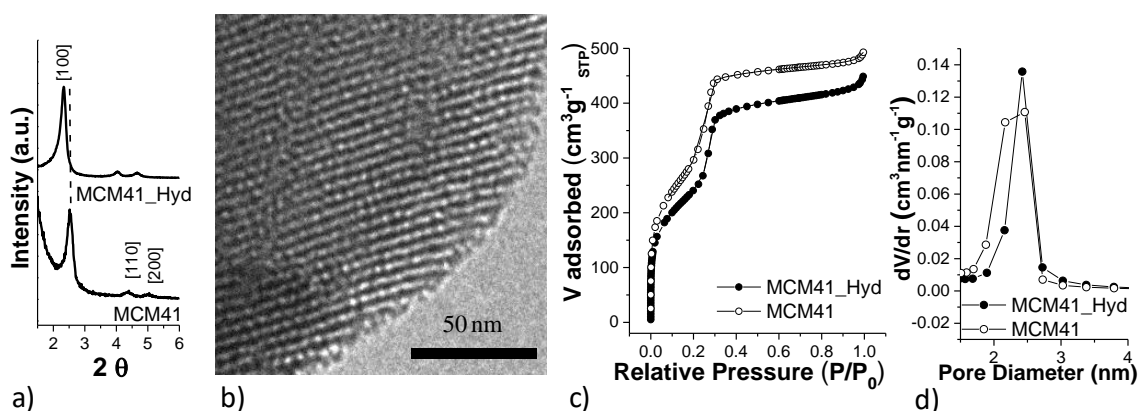 Intensity (a.u.)
[100]
MCM41_Hyd
[110]
[200]
MCM41
1 2 3 4 5 6
2 θ
a)
50 nm
b)
V adsorbed (cm³g⁻¹ STP)
500
400
300
200
100
0
MCM41_Hyd
MCM41
0.0 0.2 0.4 0.6 0.8 1.0
Relative Pressure (P/P₀)
c)
dV/dr (cm³nm⁻¹g⁻¹)
0.14
0.12
0.10
0.08
0.06
0.04
0.02
0.00
-0.02
MCM41_Hyd
MCM41
2 3 4
Pore Diameter (nm)
d)